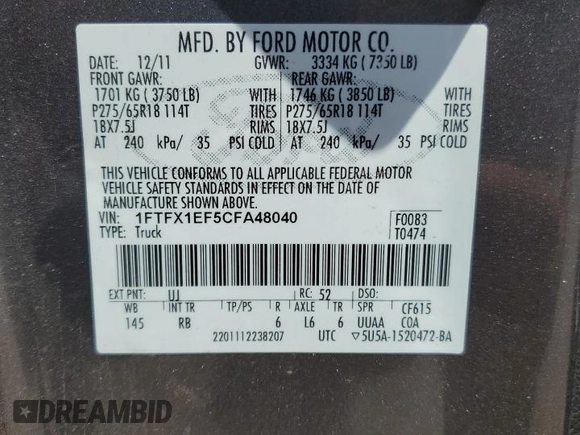 MFD. BY FORD MOTOR CO.
DATE: 12/11 GVWR: 3334 KG ( 7350 LB)
FRONT GAWR: REAR GAWR:
1701 KG ( 3750 LB) WITH 1746 KG ( 3850 LB) WITH
P275/65R18 114T TIRES P275/65R18 114T TIRES
18X7.5J RIMS 18X7.5J RIMS
AT 240 kPa/ 35 PSI COLD AT 240 kPa/ 35 PSI COLD
THIS VEHICLE CONFORMS TO ALL APPLICABLE FEDERAL MOTOR
VEHICLE SAFETY STANDARDS IN EFFECT ON THE DATE OF
MANUFACTURE SHOWN ABOVE.
VIN: 1FTFX1EF5CFA48040 F0083
TYPE: Truck T0474
EXT PNT: UJ RC: 52 DSO:
WB INT TR TP/PS R AXLE TR SPR CF615
145 RB 6 L6 6 UUAA COA
2201112238207 UTC ▽5U5A-1520472-BA
DREAMBID